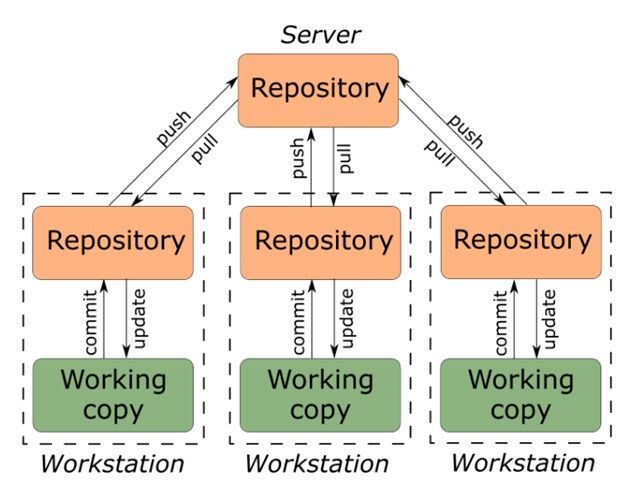 Server
Repository
push
pull
push
pull
push
pull
Repository
Repository
Repository
commit
update
commit
update
commit
update
Working
copy
Working
copy
Working
copy
Workstation
Workstation
Workstation